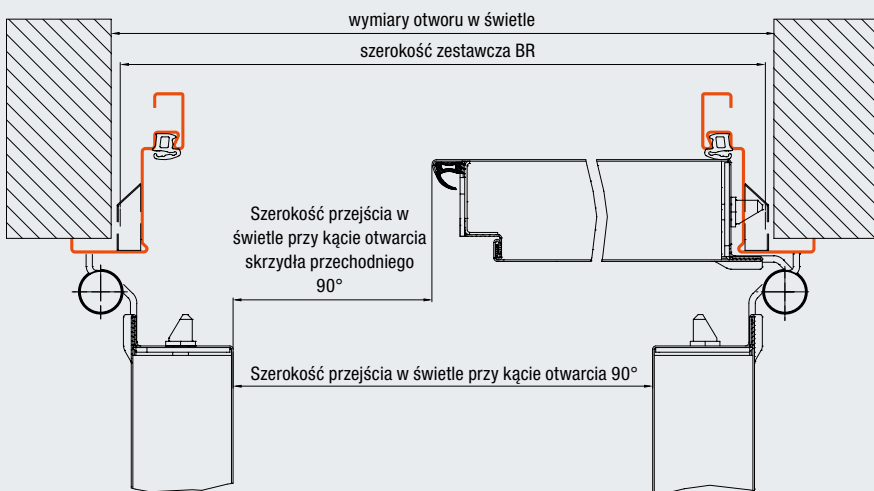 wymiary otworu w świetle
szerokość zestawcza BR
Szerokość przejścia w
świetle przy kącie otwarcia
skrzydła przechodniego
90°
Szerokość przejścia w świetle przy kącie otwarcia 90°